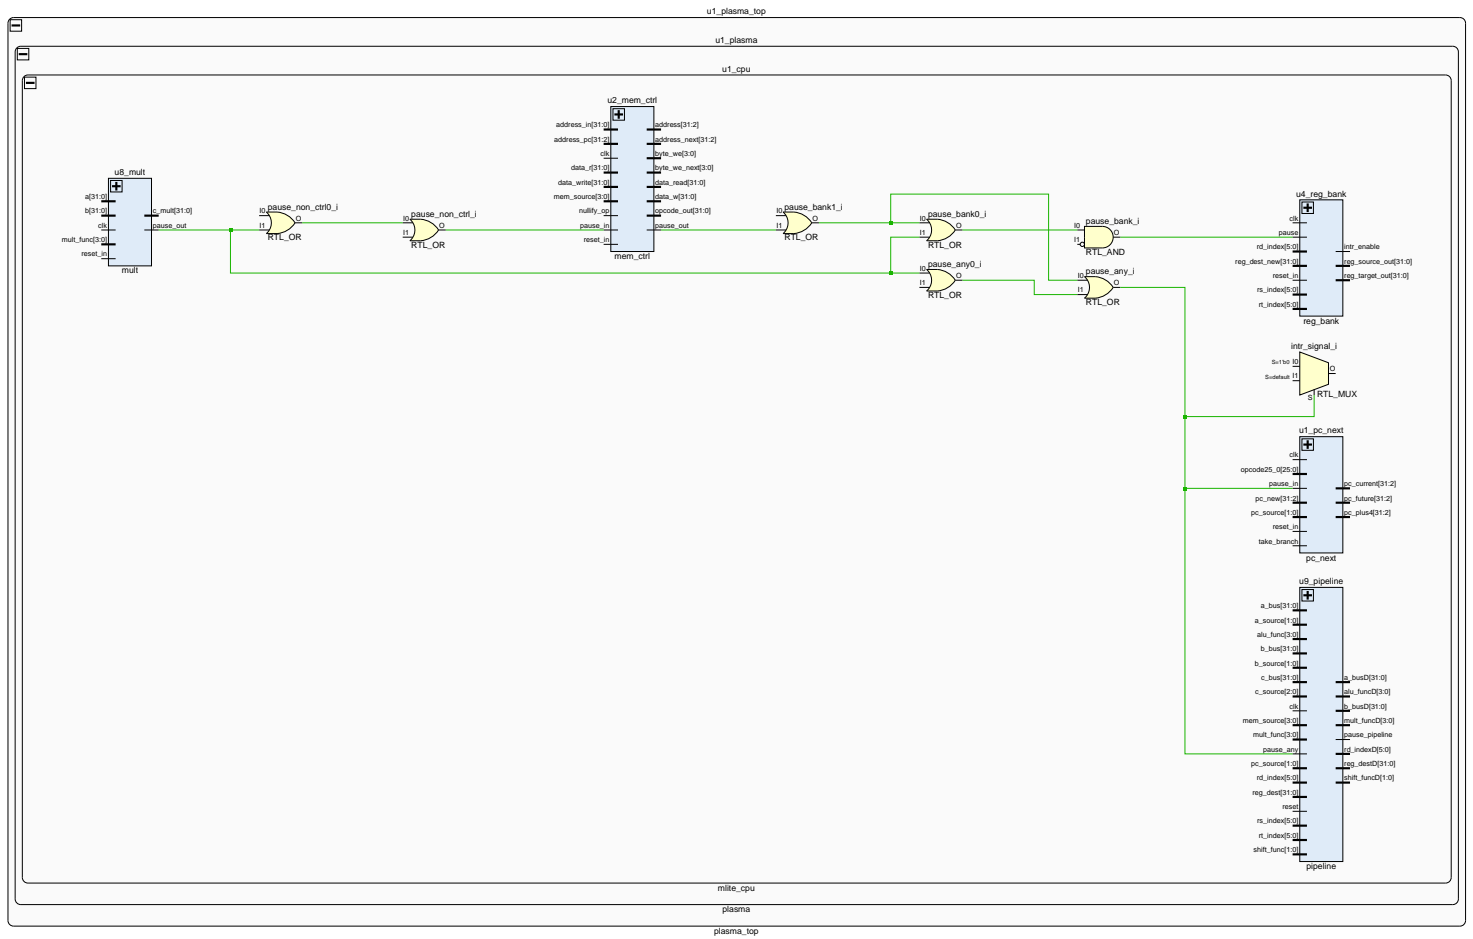 u1_plasma_top
u1_plasma
u1_cpu
u8_mult
a[31:0]
b[31:0]
clk
mult_func[3:0]
reset_in
c_mult[31:0]
pause_out
mult
pause_non_ctrl0_i
I0
I1
O
RTL_OR
pause_non_ctrl_i
I0
I1
O
RTL_OR
u2_mem_ctrl
address_in[31:0]
address_pc[31:2]
clk
data_r[31:0]
data_write[31:0]
mem_source[3:0]
nullify_op
pause_in
reset_in
address[31:2]
address_next[31:2]
byte_we[3:0]
byte_we_next[3:0]
data_read[31:0]
data_w[31:0]
opcode_out[31:0]
pause_out
mem_ctrl
pause_bank1_i
I0
I1
O
RTL_OR
pause_bank0_i
I0
I1
O
RTL_OR
pause_any0_i
I0
I1
O
RTL_OR
pause_bank_i
I0
I1
O
RTL_AND
pause_any_i
I0
I1
O
RTL_OR
u4_reg_bank
clk
pause
rd_index[5:0]
reg_dest_new[31:0]
reset_in
rs_index[5:0]
rt_index[5:0]
intr_enable
reg_source_out[31:0]
reg_target_out[31:0]
reg_bank
intr_signal_i
S=1'b0 I0
S=default I1
O
S
RTL_MUX
u1_pc_next
clk
opcode25_0[25:0]
pause_in
pc_new[31:2]
pc_source[1:0]
reset_in
take_branch
pc_current[31:2]
pc_future[31:2]
pc_plus4[31:2]
pc_next
u9_pipeline
a_bus[31:0]
a_source[1:0]
alu_func[3:0]
b_bus[31:0]
b_source[1:0]
c_bus[31:0]
c_source[2:0]
clk
mem_source[3:0]
mult_func[3:0]
pause_any
pc_source[1:0]
rd_index[5:0]
reg_dest[31:0]
reset
rs_index[5:0]
rt_index[5:0]
shift_func[1:0]
a_busD[31:0]
alu_funcD[3:0]
b_busD[31:0]
mult_funcD[3:0]
pause_pipeline
rd_indexD[5:0]
reg_destD[31:0]
shift_funcD[1:0]
pipeline
mlite_cpu
plasma
plasma_top